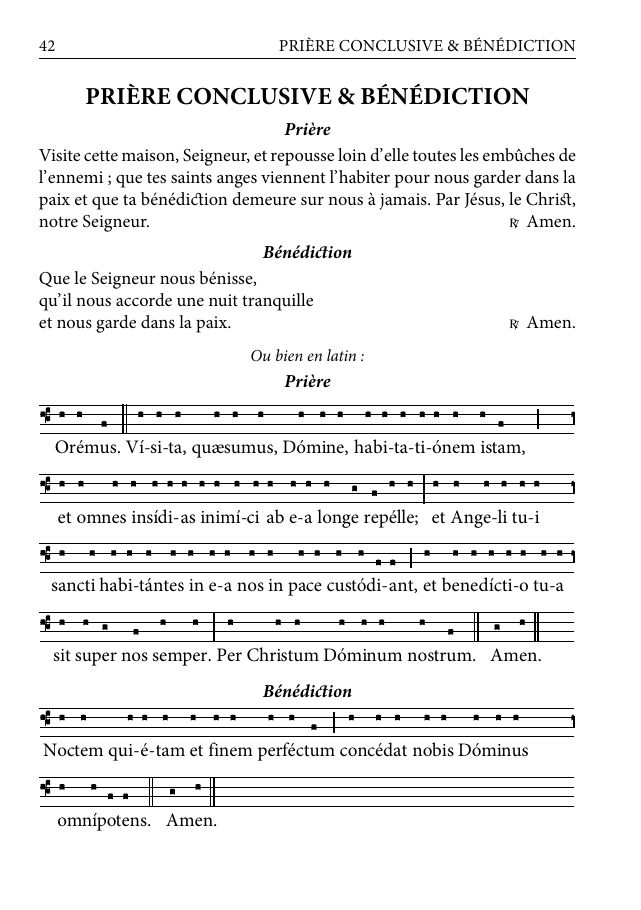 42 PRIÈRE CONCLUSIVE & BÉNÉDICTION
PRIÈRE CONCLUSIVE & BÉNÉDICTION
Prière
Visite cette maison, Seigneur, et repousse loin d’elle toutes les embûches de
l’ennemi ; que tes saints anges viennent l’habiter pour nous garder dans la
paix et que ta bénédiction demeure sur nous à jamais. Par Jésus, le Christ,
notre Seigneur. ℟ Amen.
Bénédiction
Que le Seigneur nous bénisse,
qu’il nous accorde une nuit tranquille
et nous garde dans la paix. ℟ Amen.
Ou bien en latin :
Prière
Orémus. Ví-si-ta, quæsumus, Dómine, habi-ta-ti-ónem istam,
et omnes insídi-as inimí-ci ab e-a longe repélle; et Ange-li tu-i
sancti habi-tántes in e-a nos in pace custódi-ant, et benedícti-o tu-a
sit super nos semper. Per Christum Dóminum nostrum. Amen.
Bénédiction
Noctem qui-é-tam et finem perféctum concédat nobis Dóminus
omnípotens. Amen.